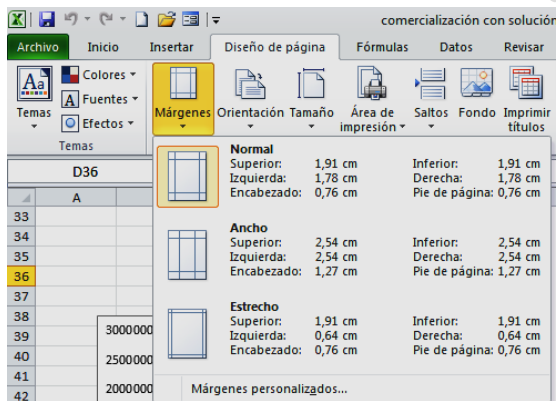 comercialización con solución
Archivo Inicio Insertar Diseño de página Fórmulas Datos Revisar
Aa Colores
A Fuentes
Efectos
Temas Márgenes Orientación Tamaño Área de impresión Saltos Fondo Imprimir títulos
Temas
D36
A
Normal
Superior: 1,91 cm Inferior: 1,91 cm
Izquierda: 1,78 cm Derecha: 1,78 cm
Encabezado: 0,76 cm Pie de página: 0,76 cm
Ancho
Superior: 2,54 cm Inferior: 2,54 cm
Izquierda: 2,54 cm Derecha: 2,54 cm
Encabezado: 1,27 cm Pie de página: 1,27 cm
Estrecho
Superior: 1,91 cm Inferior: 1,91 cm
Izquierda: 0,64 cm Derecha: 0,64 cm
Encabezado: 0,76 cm Pie de página: 0,76 cm
Márgenes personalizados...
33
34
35
36
37
38
39
40
41
42
3000000
2500000
2000000